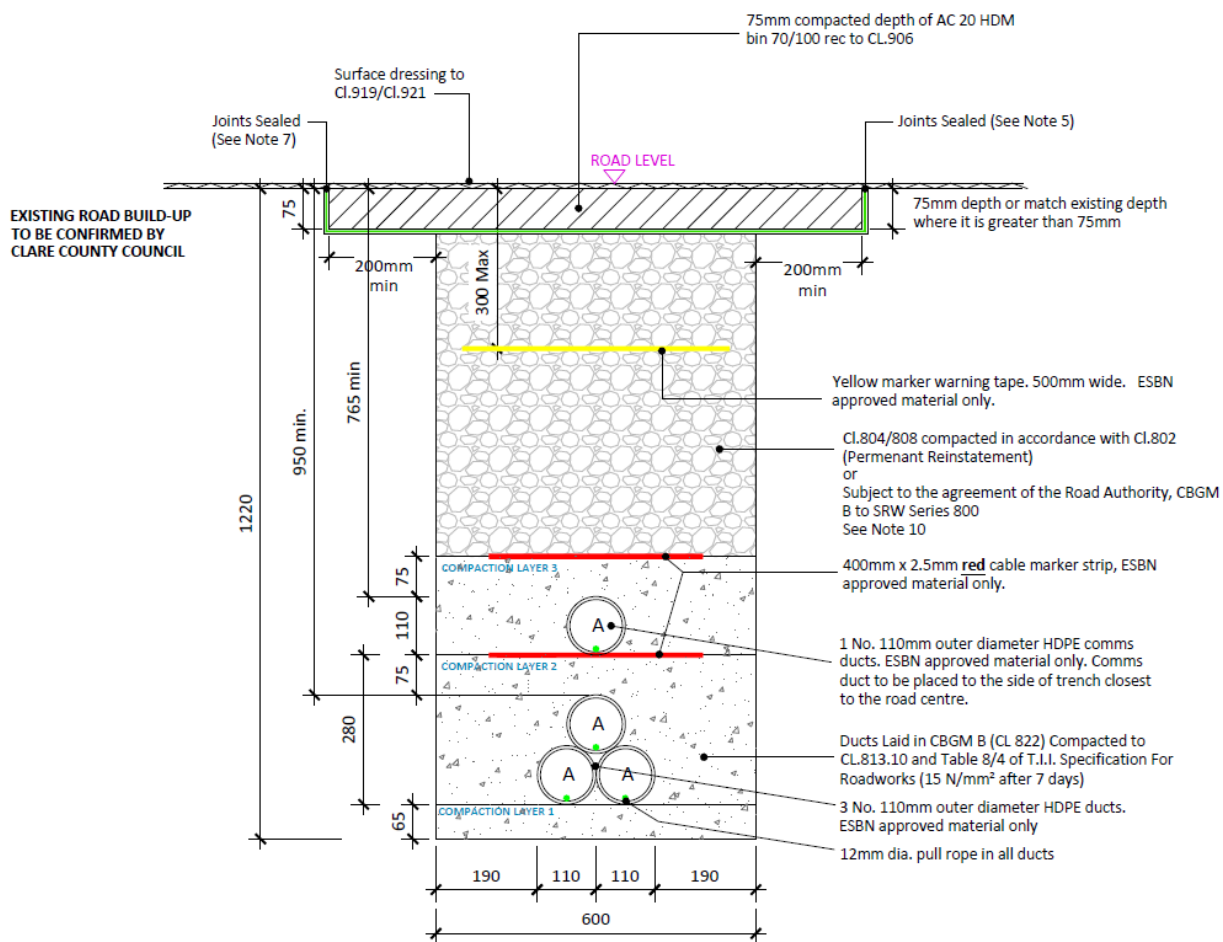 75mm compacted depth of AC 20 HDM
bin 70/100 rec to CL.906
Surface dressing to
Cl.919/Cl.921
Joints Sealed
(See Note 7)
Joints Sealed (See Note 5)
ROAD LEVEL
EXISTING ROAD BUILD-UP
TO BE CONFIRMED BY
CLARE COUNTY COUNCIL
75
75mm depth or match existing depth
where it is greater than 75mm
200mm
min
300 Max
200mm
min
765 min
950 min.
1220
Yellow marker warning tape. 500mm wide. ESBN
approved material only.
Cl.804/808 compacted in accordance with Cl.802
(Permenant Reinstatement)
or
Subject to the agreement of the Road Authority, CBGM
B to SRW Series 800
See Note 10
400mm x 2.5mm red cable marker strip, ESBN
approved material only.
75
COMPACTION LAYER 3
110
A
1 No. 110mm outer diameter HDPE comms
ducts. ESBN approved material only. Comms
duct to be placed to the side of trench closest
to the road centre.
75
COMPACTION LAYER 2
280
A
A A
Ducts Laid in CBGM B (CL 822) Compacted to
CL.813.10 and Table 8/4 of T.I.I. Specification For
Roadworks (15 N/mm² after 7 days)
65
COMPACTION LAYER 1
3 No. 110mm outer diameter HDPE ducts.
ESBN approved material only
12mm dia. pull rope in all ducts
190 110 110 190
600